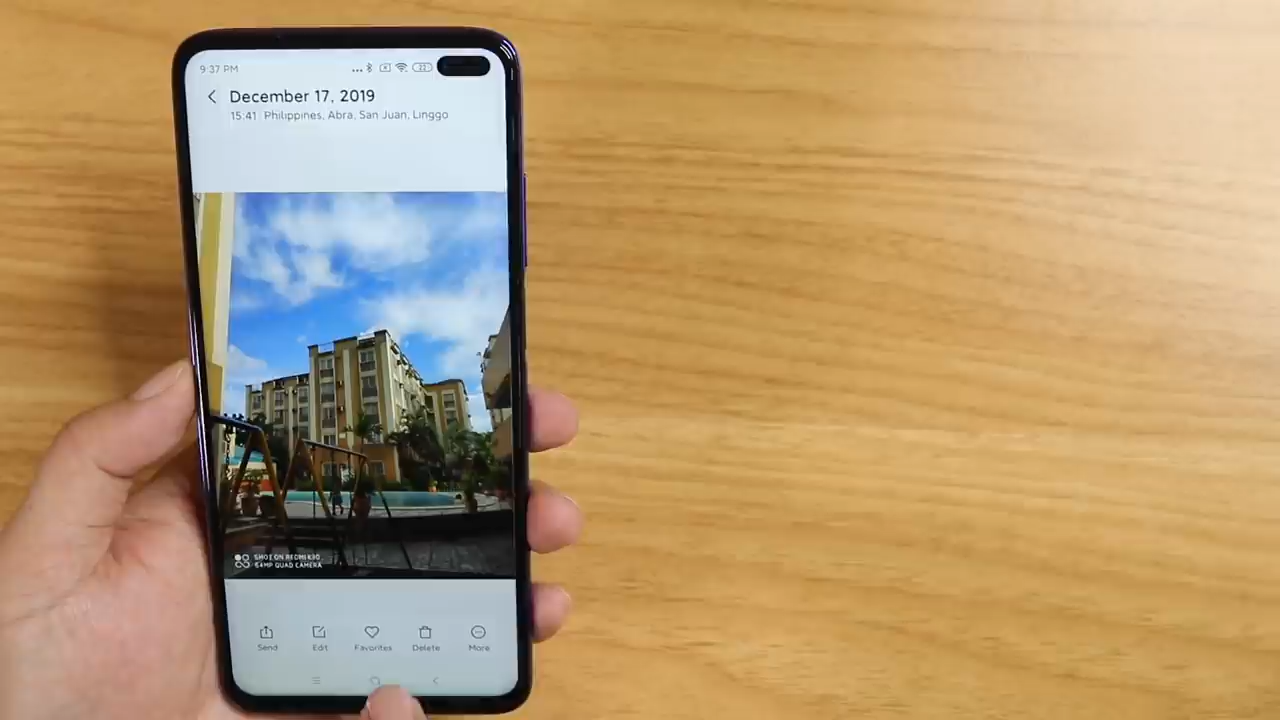 9:37 PM
22
December 17, 2019
15:41 Philippines, Abra, San Juan, Linggo
SHOT ON REDMI K30
64MP QUAD CAMERA
Send Edit Favorites Delete More